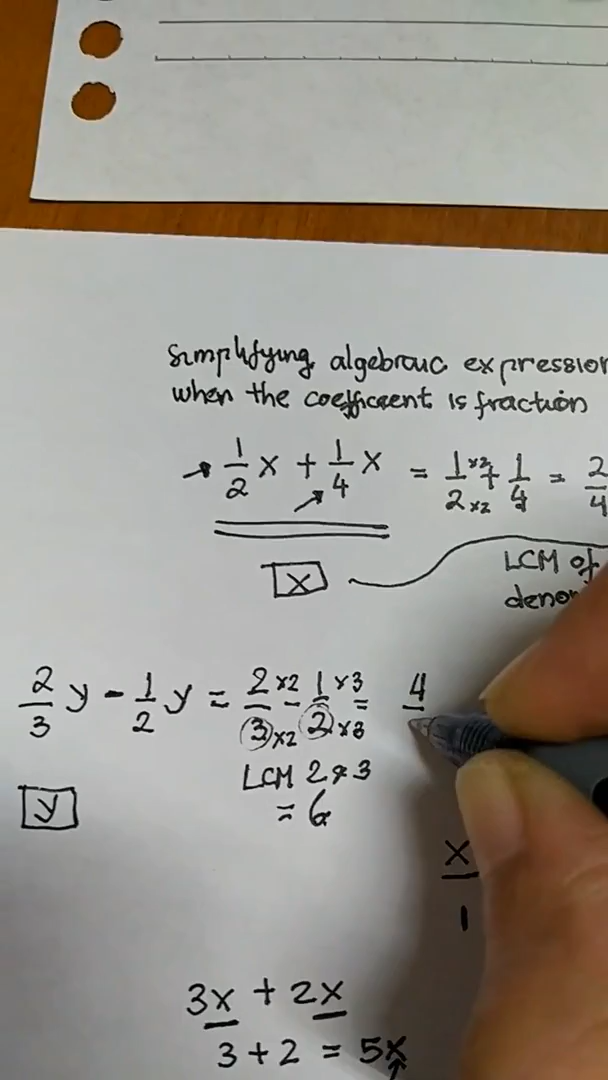 Simplifying algebraic expression
when the coefficient is fraction
→ 1/2 x + 1/4 x = 1×2/2×2 + 1/4 = 2/4
x
LCM of
2/3 y - 1/2 y = 2×2/3×2 - 1×3/2×3 = 4
LCM 2&3
= 6
y
x/1
3x + 2x
3 + 2 = 5x